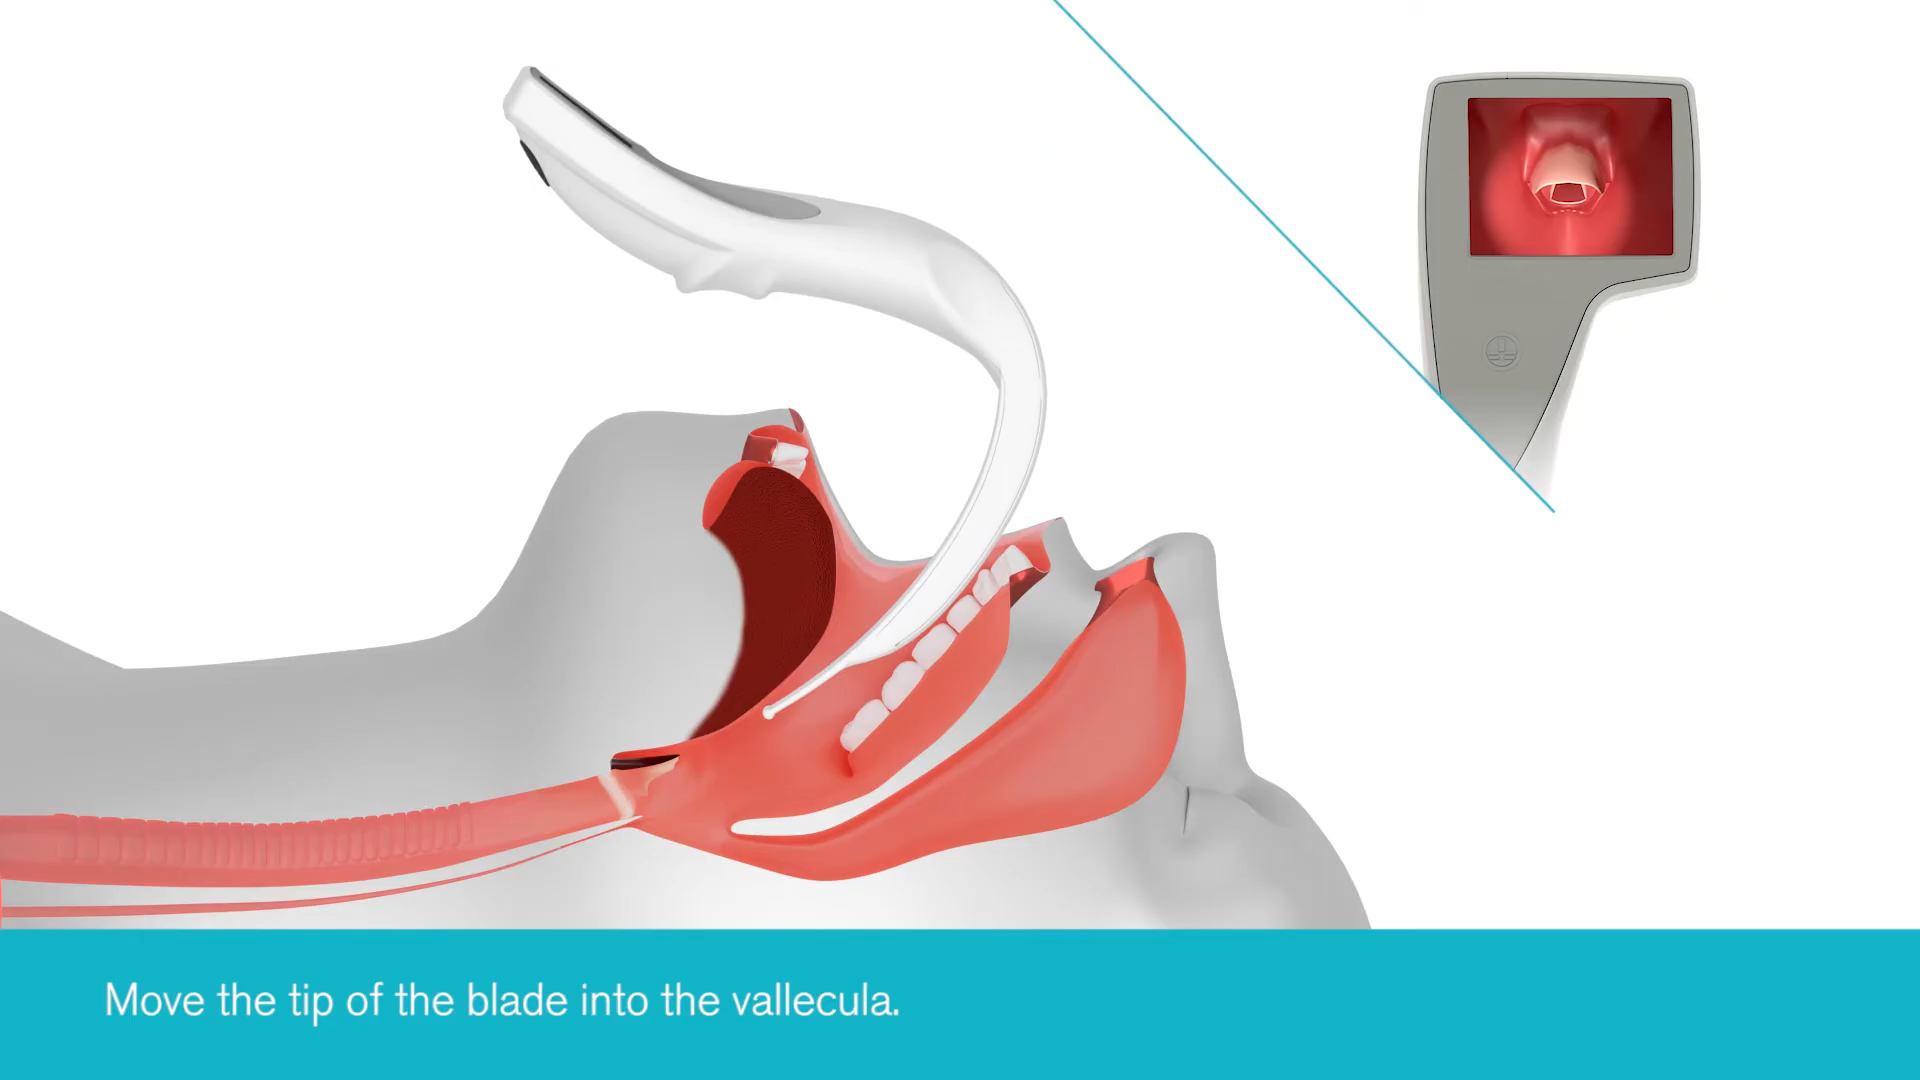 Move the tip of the blade into the vallecula.